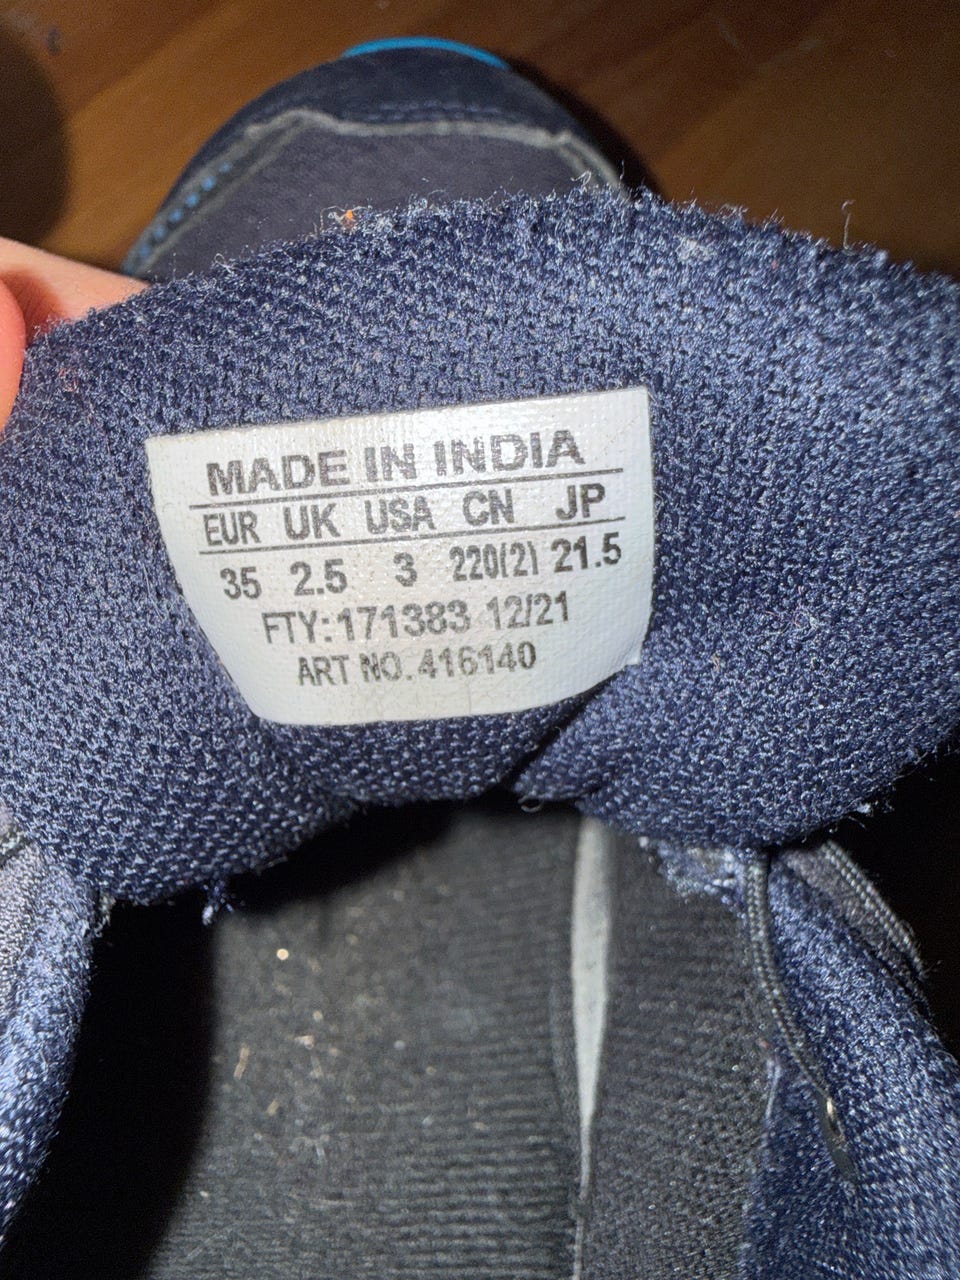 MADE IN INDIA
EUR UK USA CN JP
35 2.5 3 220(2) 21.5
FTY:171383 12/21
ART NO.416140